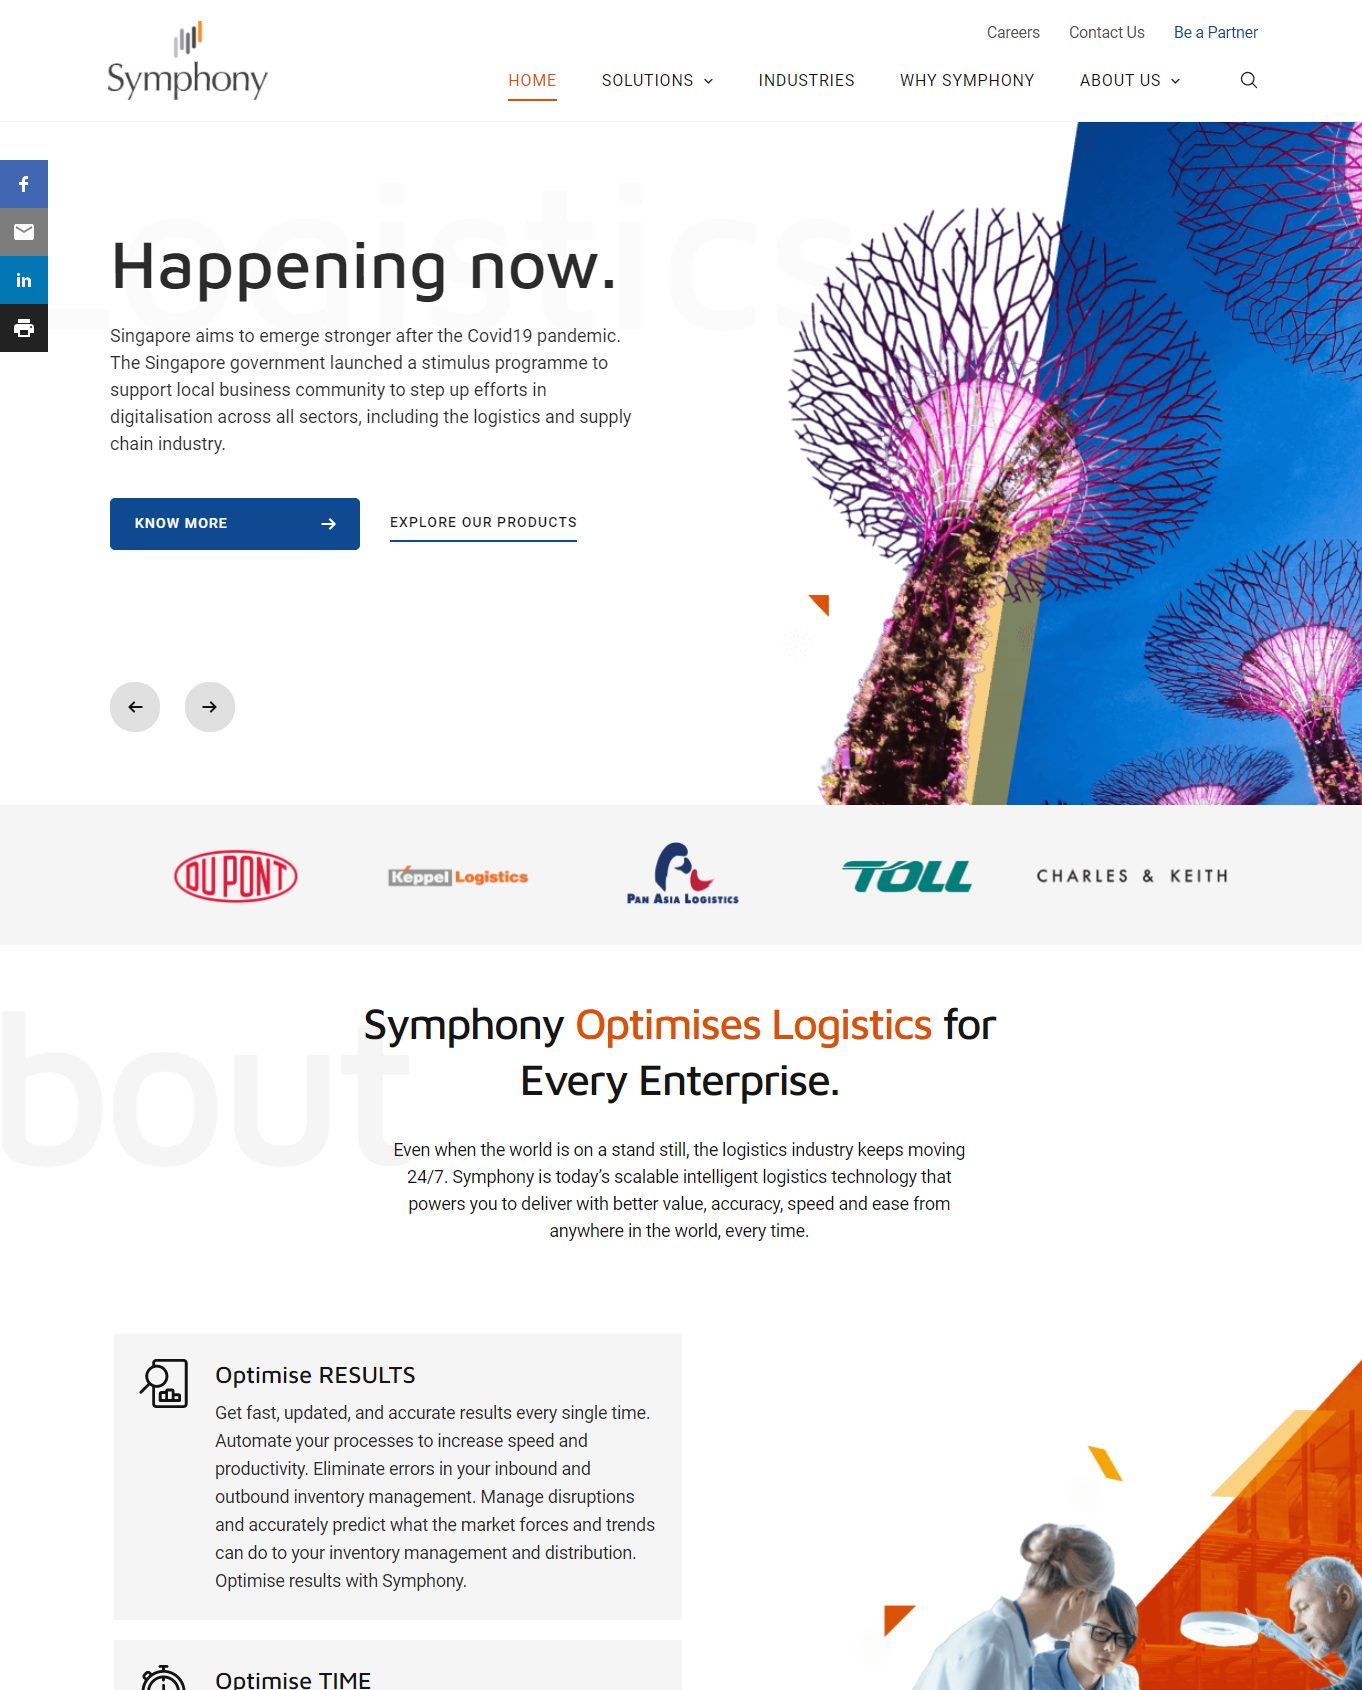 Symphony
Careers
Contact Us
Be a Partner
HOME
SOLUTIONS
INDUSTRIES
WHY SYMPHONY
ABOUT US
f
in
Logistics
Happening now.
Singapore aims to emerge stronger after the Covid19 pandemic.
The Singapore government launched a stimulus programme to
support local business community to step up efforts in
digitalisation across all sectors, including the logistics and supply
chain industry.
KNOW MORE
EXPLORE OUR PRODUCTS
DU PONT
Keppel Logistics
PAN ASIA LOGISTICS
TOLL
CHARLES & KEITH
bout
Symphony Optimises Logistics for
Every Enterprise.
Even when the world is on a stand still, the logistics industry keeps moving
24/7. Symphony is today’s scalable intelligent logistics technology that
powers you to deliver with better value, accuracy, speed and ease from
anywhere in the world, every time.
Optimise RESULTS
Get fast, updated, and accurate results every single time.
Automate your processes to increase speed and
productivity. Eliminate errors in your inbound and
outbound inventory management. Manage disruptions
and accurately predict what the market forces and trends
can do to your inventory management and distribution.
Optimise results with Symphony.
Optimise TIME